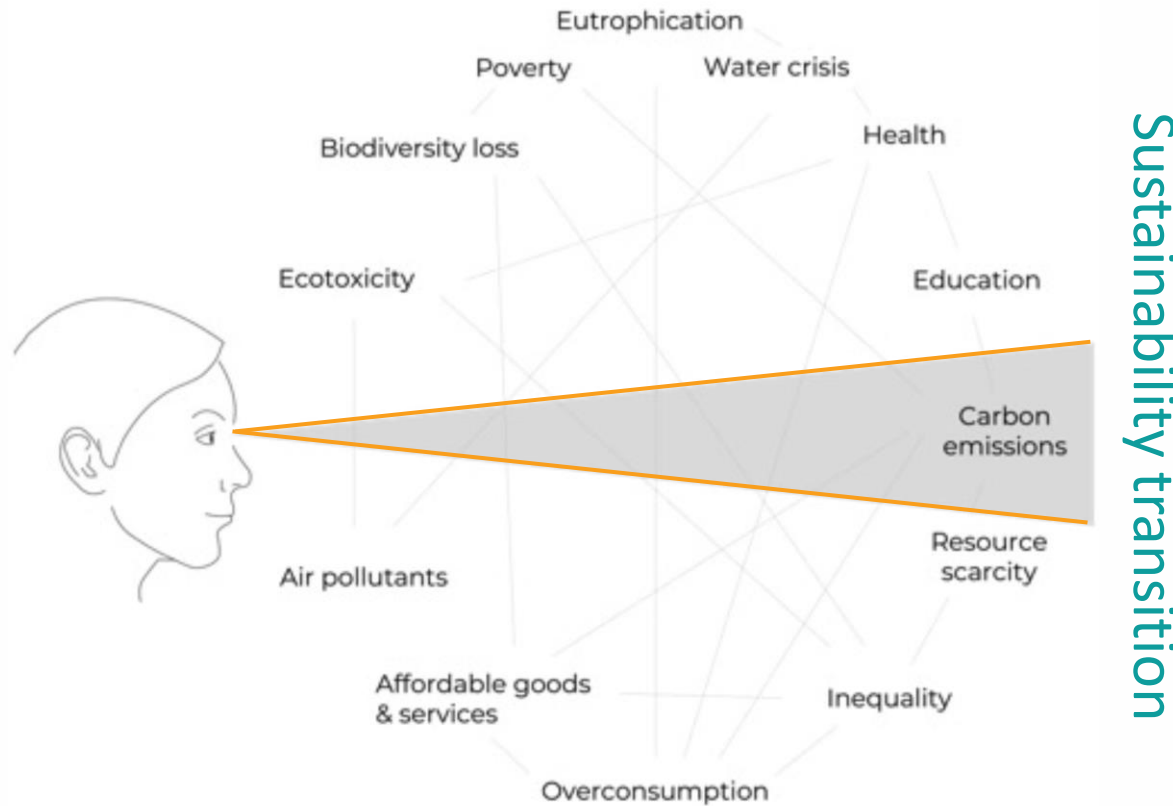 Eutrophication
Poverty
Water crisis
Health
Biodiversity loss
Ecotoxicity
Education
Carbon
emissions
Resource
scarcity
Air pollutants
Affordable goods
& services
Inequality
Overconsumption
Sustainability transition